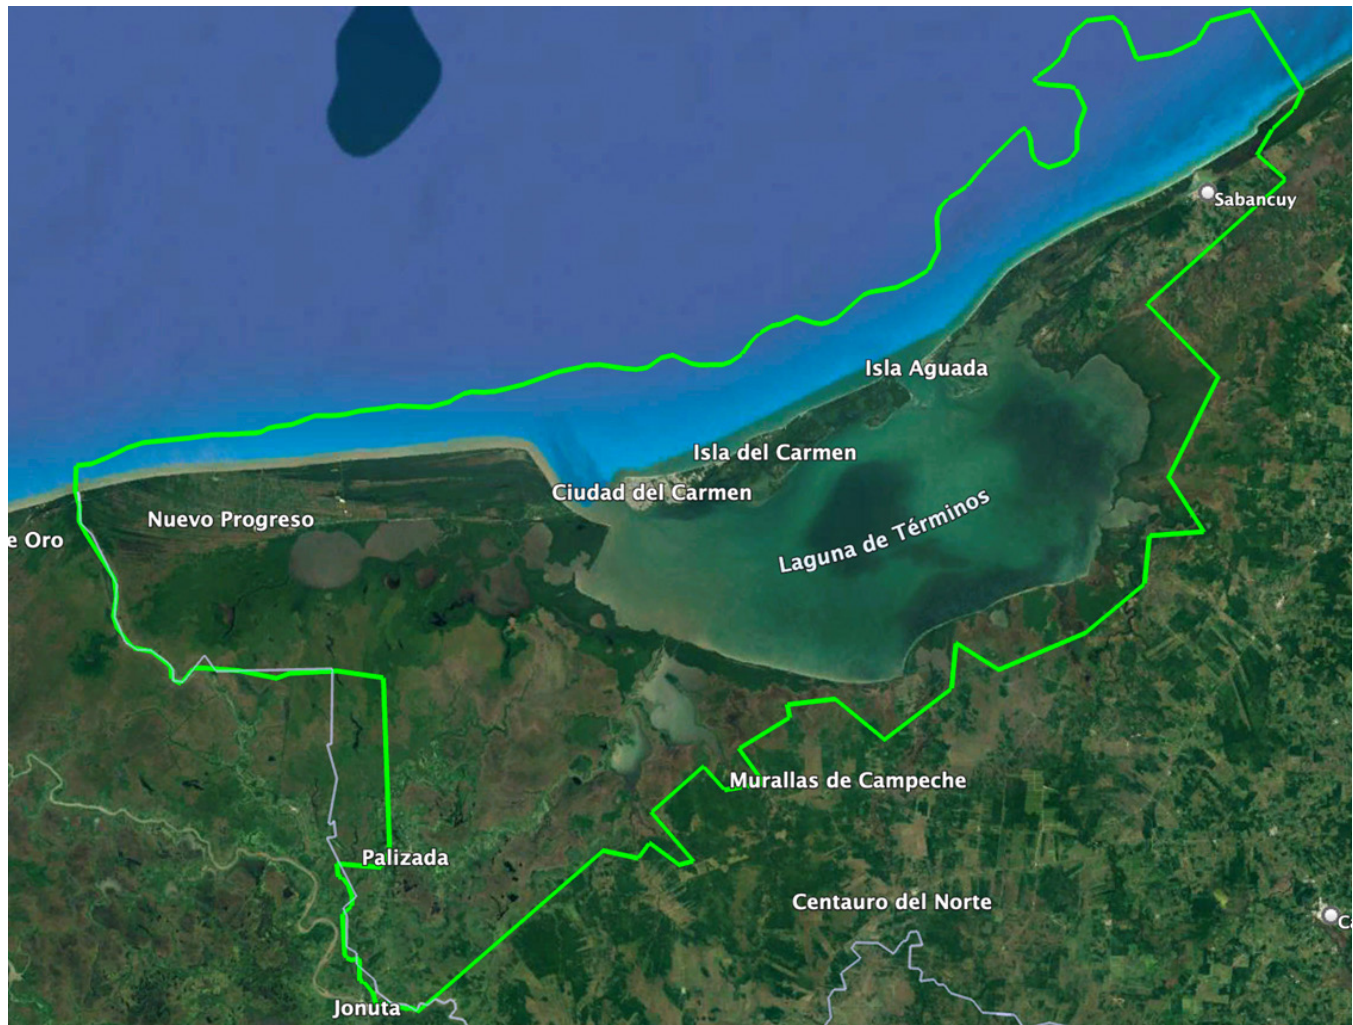 Sabancuy
Isla Aguada
Isla del Carmen
Ciudad del Carmen
Nuevo Progreso
e Oro
Laguna de Términos
Murallas de Campeche
Palizada
Centauro del Norte
Ca
Jonuta